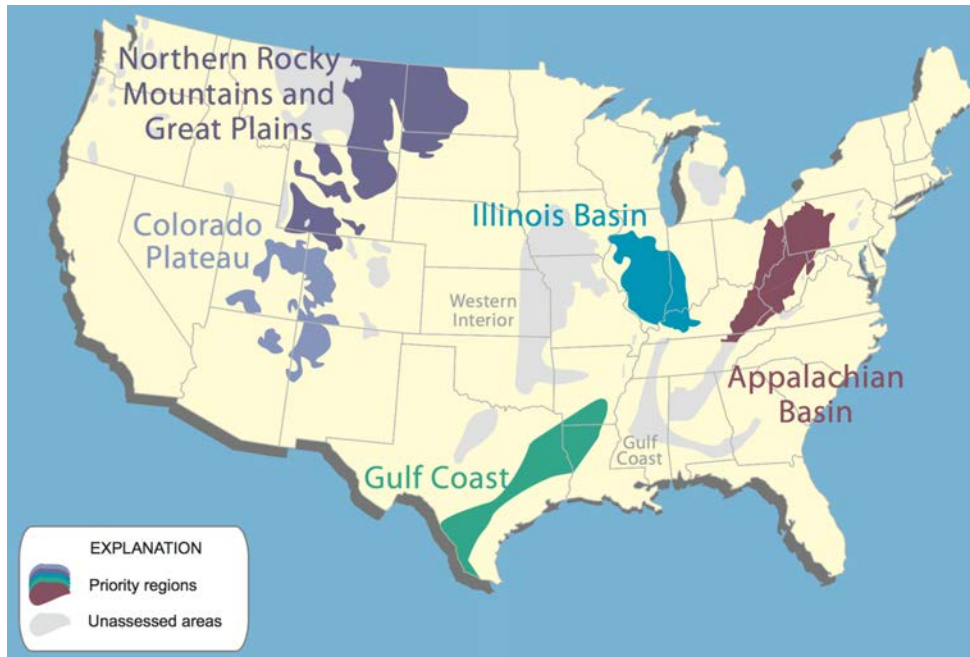 Northern Rocky
Mountains and
Great Plains
Colorado
Plateau
Illinois Basin
Western
Interior
Appalachian
Basin
Gulf
Coast
Gulf Coast
EXPLANATION
Priority regions
Unassessed areas